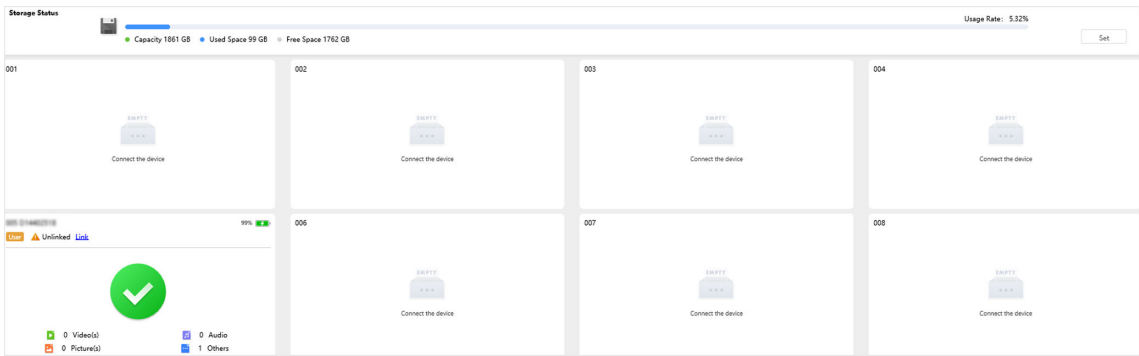 Storage Status
Usage Rate: 5.32%
Capacity 1861 GB Used Space 99 GB Free Space 1762 GB
Set
001 002 003 004
EMPTY EMPTY EMPTY EMPTY
Connect the device Connect the device Connect the device Connect the device
99% 006 007 008
User Unlinked Link
EMPTY EMPTY EMPTY
Connect the device Connect the device Connect the device
0 Video(s) 0 Audio
0 Picture(s) 1 Others